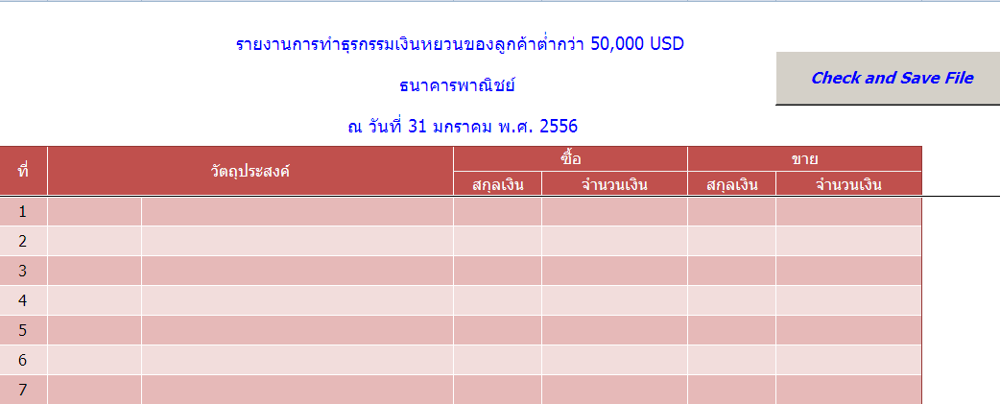 รายงานการทำธุรกรรมเงินหยวนของลูกค้าต่ำกว่า 50,000 USD
Check and Save File
ธนาคารพาณิชย์
ณ วันที่ 31 มกราคม พ.ศ. 2556
ที่ วัตถุประสงค์ ซื้อ ขาย
สกุลเงิน จำนวนเงิน สกุลเงิน จำนวนเงิน
1
2
3
4
5
6
7